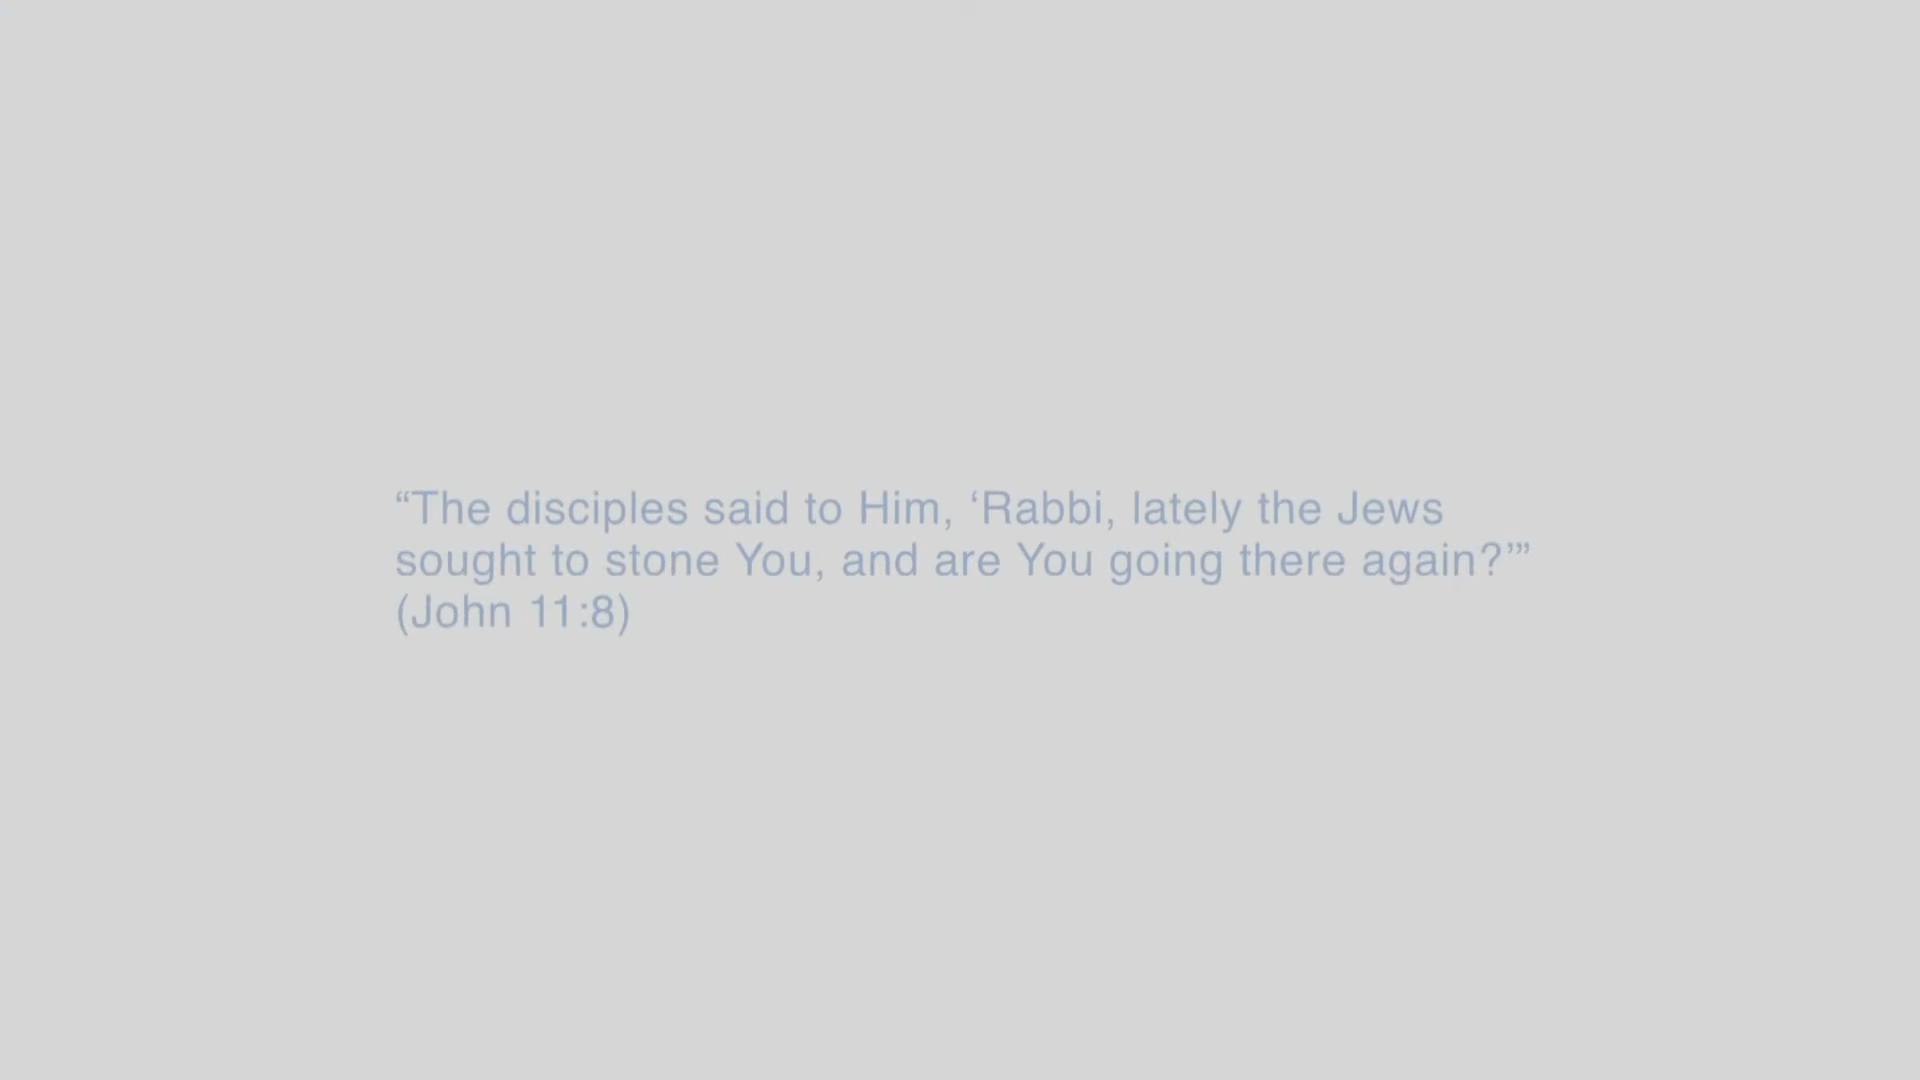 “The disciples said to Him, ‘Rabbi, lately the Jews
sought to stone You, and are You going there again?’”
(John 11:8)